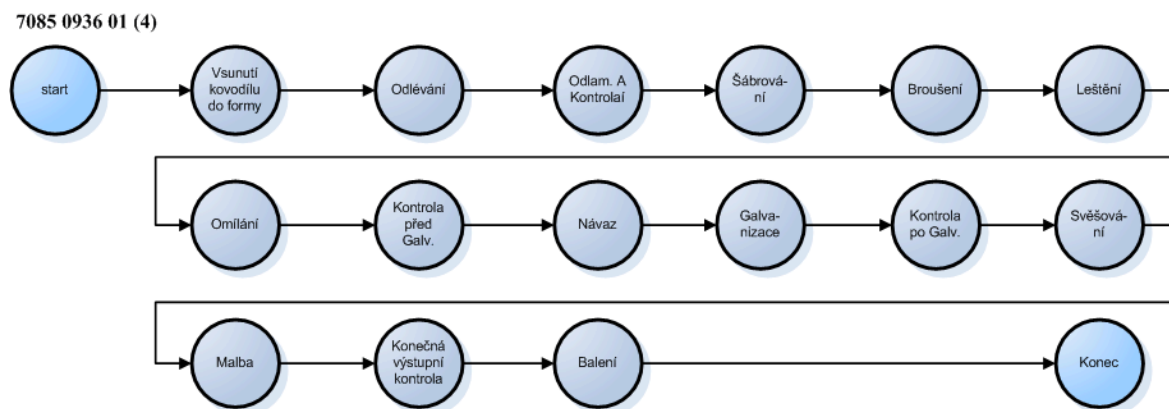 7085 0936 01 (4)
start
Vsunutí
kovodílu
do formy
Odlévání
Odlam. A
Kontrolaí
Šábrová-
ní
Broušení
Leštění
Omílání
Kontrola
před
Galv.
Návaz
Galva-
nizace
Kontrola
po Galv.
Svěšová-
ní
Malba
Konečná
výstupní
kontrola
Balení
Konec